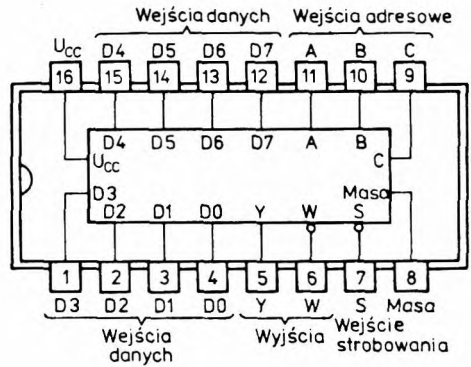 Wejścia danych Wejścia adresowe
UCC D4 D5 D6 D7 A B C
16 15 14 13 12 11 10 9
D4 D5 D6 D7 A B
UCC C
D3 Masa
D2 D1 D0 Y W S
1 2 3 4 5 6 7 8
D3 D2 D1 D0 Y W S Masa
Wejścia danych
Wyjścia
Wejście strobowania